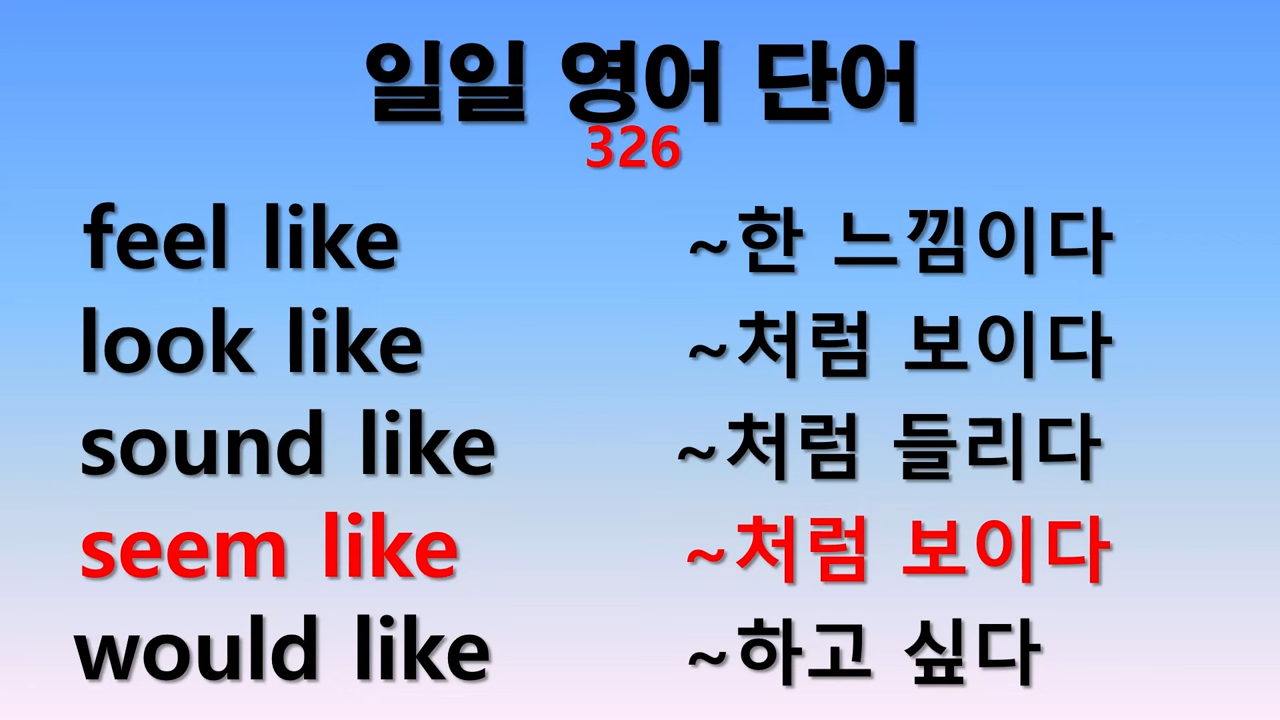 일일 영어 단어
326
feel like ~한 느낌이다
look like ~처럼 보이다
sound like ~처럼 들리다
seem like ~처럼 보이다
would like ~하고 싶다